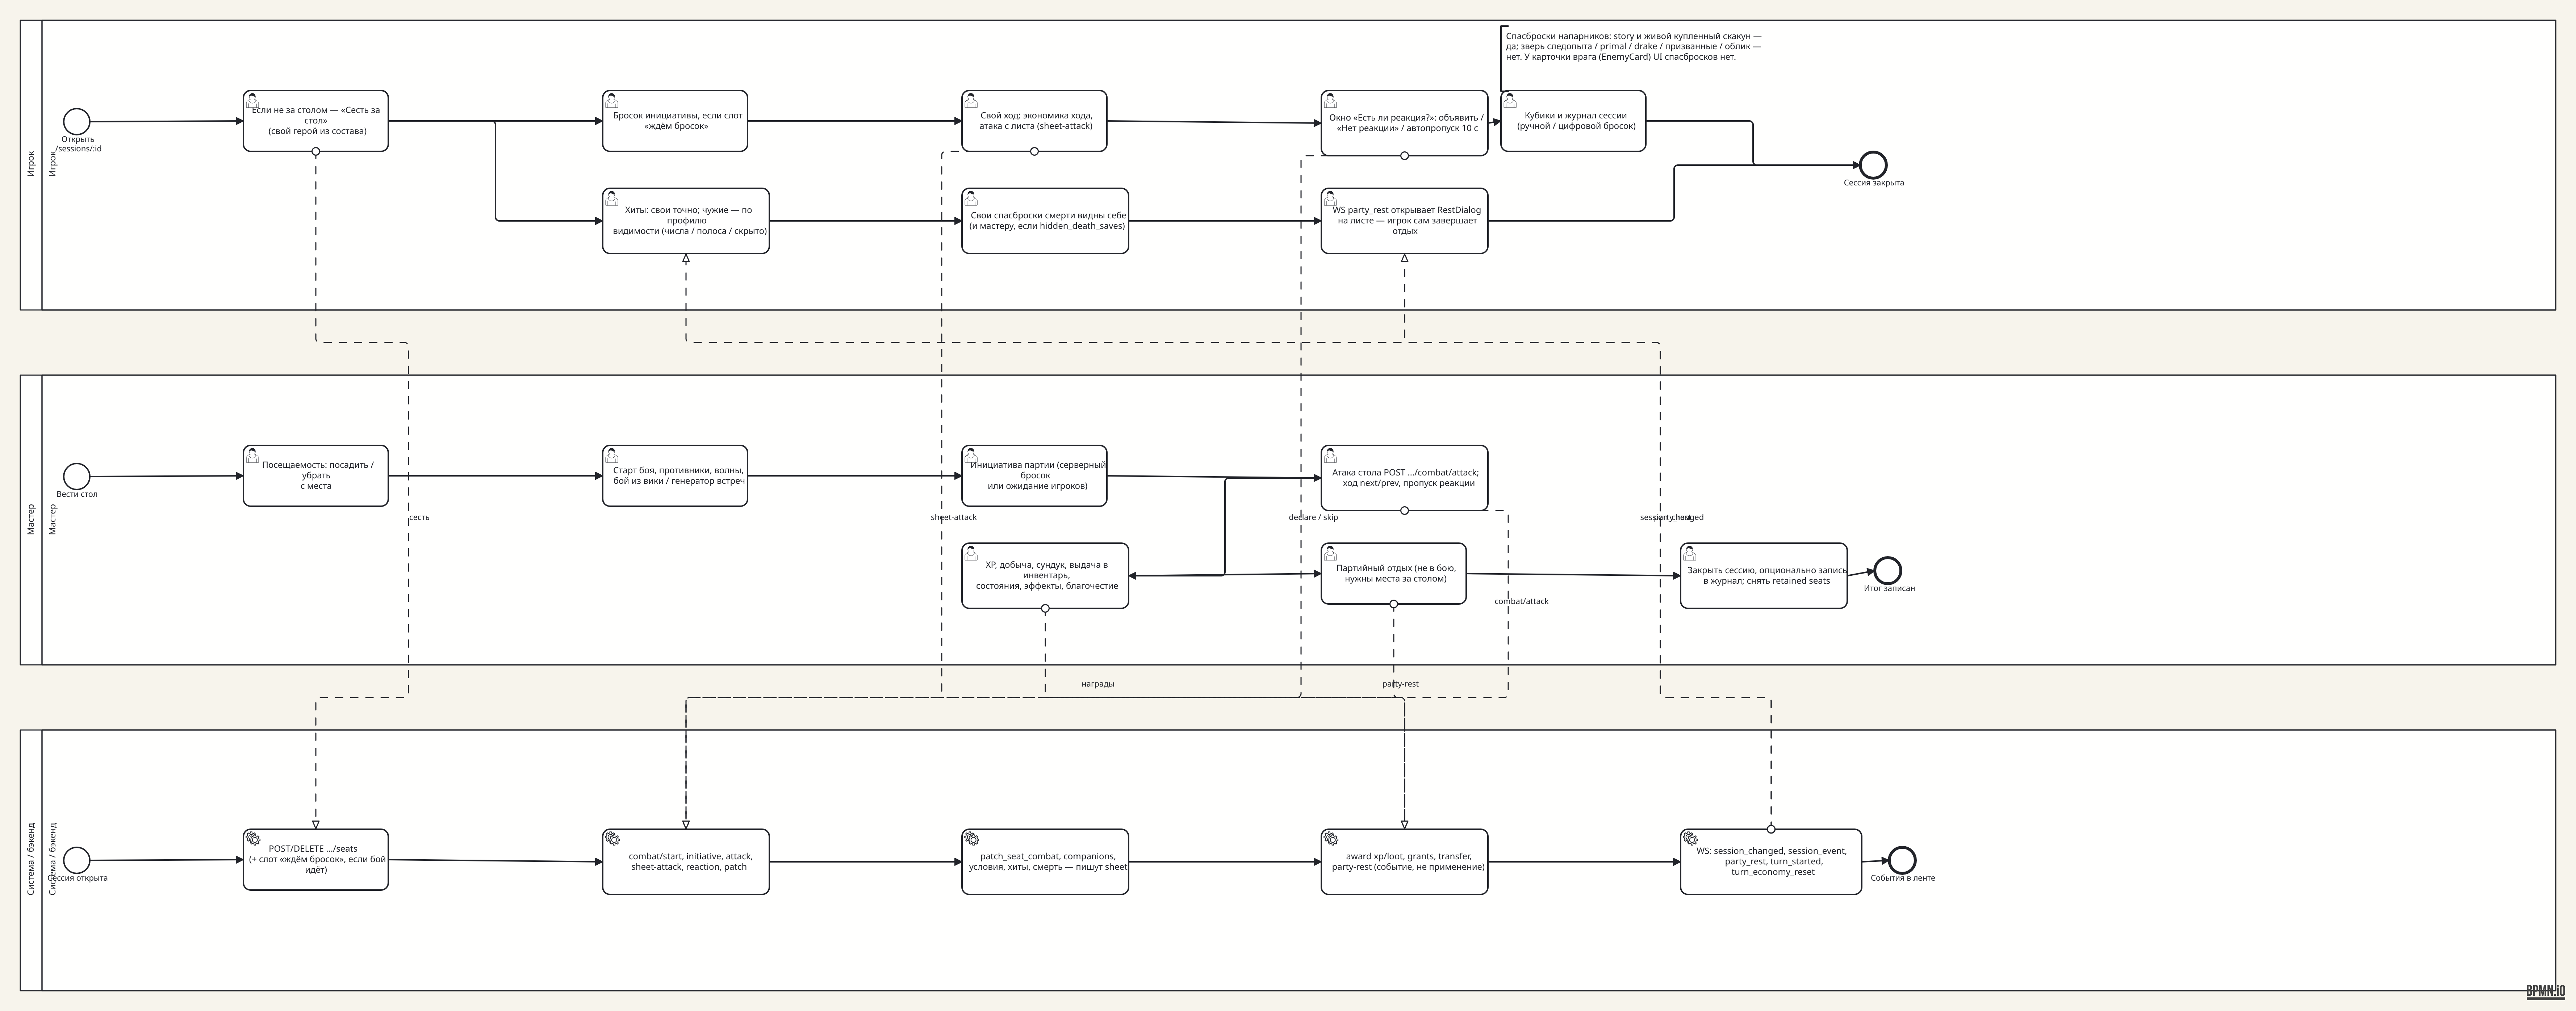 Игрок
Игрок
Открыть
/sessions/:id
Если не за столом — «Сесть за
стол»
(свой герой из состава)
Бросок инициативы, если слот
«ждём бросок»
Свой ход: экономика хода,
атака с листа (sheet-attack)
Окно «Есть ли реакция?»: объявить /
«Нет реакции» / автопропуск 10 с
Спасброски напарников: story и живой купленный скакун —
да; зверь следопыта / primal / drake / призванные / облик —
нет. У карточки врага (EnemyCard) UI спасбросков нет.
Кубики и журнал сессии
(ручной / цифровой бросок)
Сессия закрыта
Хиты: свои точно; чужие — по
профилю
видимости (числа / полоса / скрыто)
Свои спасброски смерти видны себе
(и мастеру, если hidden_death_saves)
WS party_rest открывает RestDialog
на листе — игрок сам завершает
отдых
Мастер
Мастер
Вести стол
Посещаемость: посадить /
убрать
с места
Старт боя, противники, волны,
бой из вики / генератор встреч
Инициатива партии (серверный
бросок
или ожидание игроков)
Атака стола POST …/combat/attack;
ход next/prev, пропуск реакции
сесть
sheet-attack
declare / skip
session_changed
party_rest
XP, добыча, сундук, выдача в
инвентарь,
состояния, эффекты, благочестие
Партийный отдых (не в бою,
нужны места за столом)
Закрыть сессию, опционально запись
в журнал; снять retained seats
Итог записан
combat/attack
награды
party-rest
Система / бэкенд
Система / бэкенд
Сессия открыта
POST/DELETE …/seats
(+ слот «ждём бросок», если бой
идёт)
combat/start, initiative, attack,
sheet-attack, reaction, patch
patch_seat_combat, companions,
условия, хиты, смерть — пишут sheet
award xp/loot, grants, transfer,
party-rest (событие, не применение)
WS: session_changed, session_event,
party_rest, turn_started,
turn_economy_reset
События в ленте
BPMN.iO